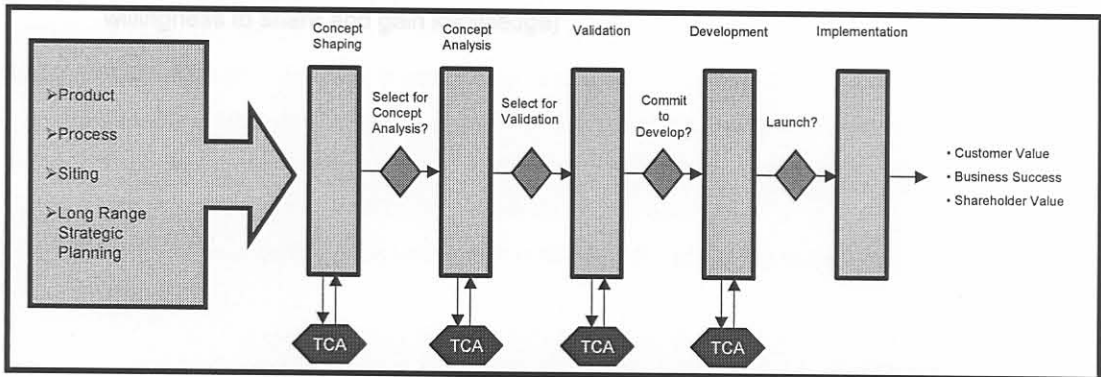 Concept
Shaping
Concept
Analysis
Validation
Development
Implementation
➢Product
➢Process
➢Siting
➢Long Range
Strategic
Planning
Select for
Concept
Analysis?
Select for
Validation
Commit
to
Develop?
Launch?
• Customer Value
• Business Success
• Shareholder Value
TCA
TCA
TCA
TCA